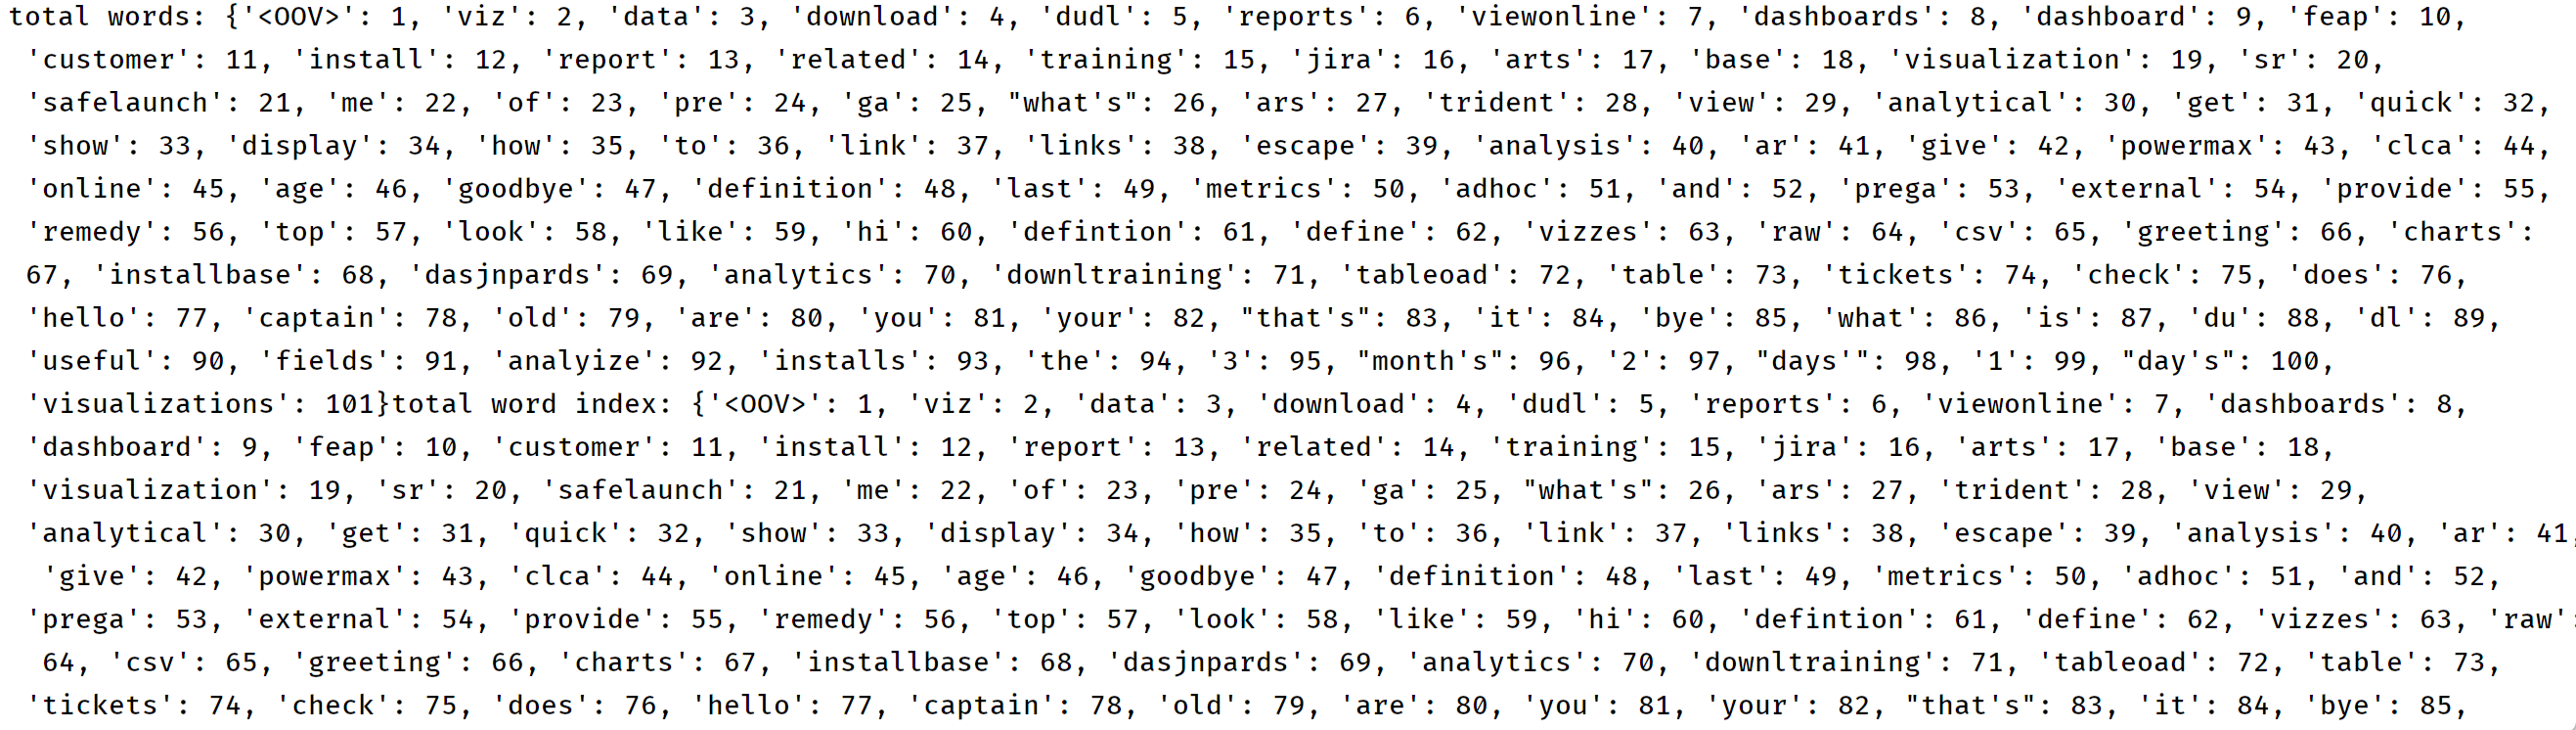 total words: {'<OOV>': 1, 'viz': 2, 'data': 3, 'download': 4, 'dudl': 5, 'reports': 6, 'viewonline': 7, 'dashboards': 8, 'dashboard': 9, 'feap': 10,
'customer': 11, 'install': 12, 'report': 13, 'related': 14, 'training': 15, 'jira': 16, 'arts': 17, 'base': 18, 'visualization': 19, 'sr': 20,
'safelaunch': 21, 'me': 22, 'of': 23, 'pre': 24, 'ga': 25, "what's": 26, 'ars': 27, 'trident': 28, 'view': 29, 'analytical': 30, 'get': 31, 'quick': 32,
'show': 33, 'display': 34, 'how': 35, 'to': 36, 'link': 37, 'links': 38, 'escape': 39, 'analysis': 40, 'ar': 41, 'give': 42, 'powermax': 43, 'clca': 44,
'online': 45, 'age': 46, 'goodbye': 47, 'definition': 48, 'last': 49, 'metrics': 50, 'adhoc': 51, 'and': 52, 'prega': 53, 'external': 54, 'provide': 55,
'remedy': 56, 'top': 57, 'look': 58, 'like': 59, 'hi': 60, 'defintion': 61, 'define': 62, 'vizzes': 63, 'raw': 64, 'csv': 65, 'greeting': 66, 'charts':
67, 'installbase': 68, 'dasjnpards': 69, 'analytics': 70, 'downltraining': 71, 'tableoad': 72, 'table': 73, 'tickets': 74, 'check': 75, 'does': 76,
'hello': 77, 'captain': 78, 'old': 79, 'are': 80, 'you': 81, 'your': 82, "that's": 83, 'it': 84, 'bye': 85, 'what': 86, 'is': 87, 'du': 88, 'dl': 89,
'useful': 90, 'fields': 91, 'analyize': 92, 'installs': 93, 'the': 94, '3': 95, "month's": 96, '2': 97, "days'": 98, '1': 99, "day's": 100,
'visualizations': 101}total word index: {'<OOV>': 1, 'viz': 2, 'data': 3, 'download': 4, 'dudl': 5, 'reports': 6, 'viewonline': 7, 'dashboards': 8,
'dashboard': 9, 'feap': 10, 'customer': 11, 'install': 12, 'report': 13, 'related': 14, 'training': 15, 'jira': 16, 'arts': 17, 'base': 18,
'visualization': 19, 'sr': 20, 'safelaunch': 21, 'me': 22, 'of': 23, 'pre': 24, 'ga': 25, "what's": 26, 'ars': 27, 'trident': 28, 'view': 29,
'analytical': 30, 'get': 31, 'quick': 32, 'show': 33, 'display': 34, 'how': 35, 'to': 36, 'link': 37, 'links': 38, 'escape': 39, 'analysis': 40, 'ar': 41,
'give': 42, 'powermax': 43, 'clca': 44, 'online': 45, 'age': 46, 'goodbye': 47, 'definition': 48, 'last': 49, 'metrics': 50, 'adhoc': 51, 'and': 52,
'prega': 53, 'external': 54, 'provide': 55, 'remedy': 56, 'top': 57, 'look': 58, 'like': 59, 'hi': 60, 'defintion': 61, 'define': 62, 'vizzes': 63, 'raw':
64, 'csv': 65, 'greeting': 66, 'charts': 67, 'installbase': 68, 'dasjnpards': 69, 'analytics': 70, 'downltraining': 71, 'tableoad': 72, 'table': 73,
'tickets': 74, 'check': 75, 'does': 76, 'hello': 77, 'captain': 78, 'old': 79, 'are': 80, 'you': 81, 'your': 82, "that's": 83, 'it': 84, 'bye': 85,